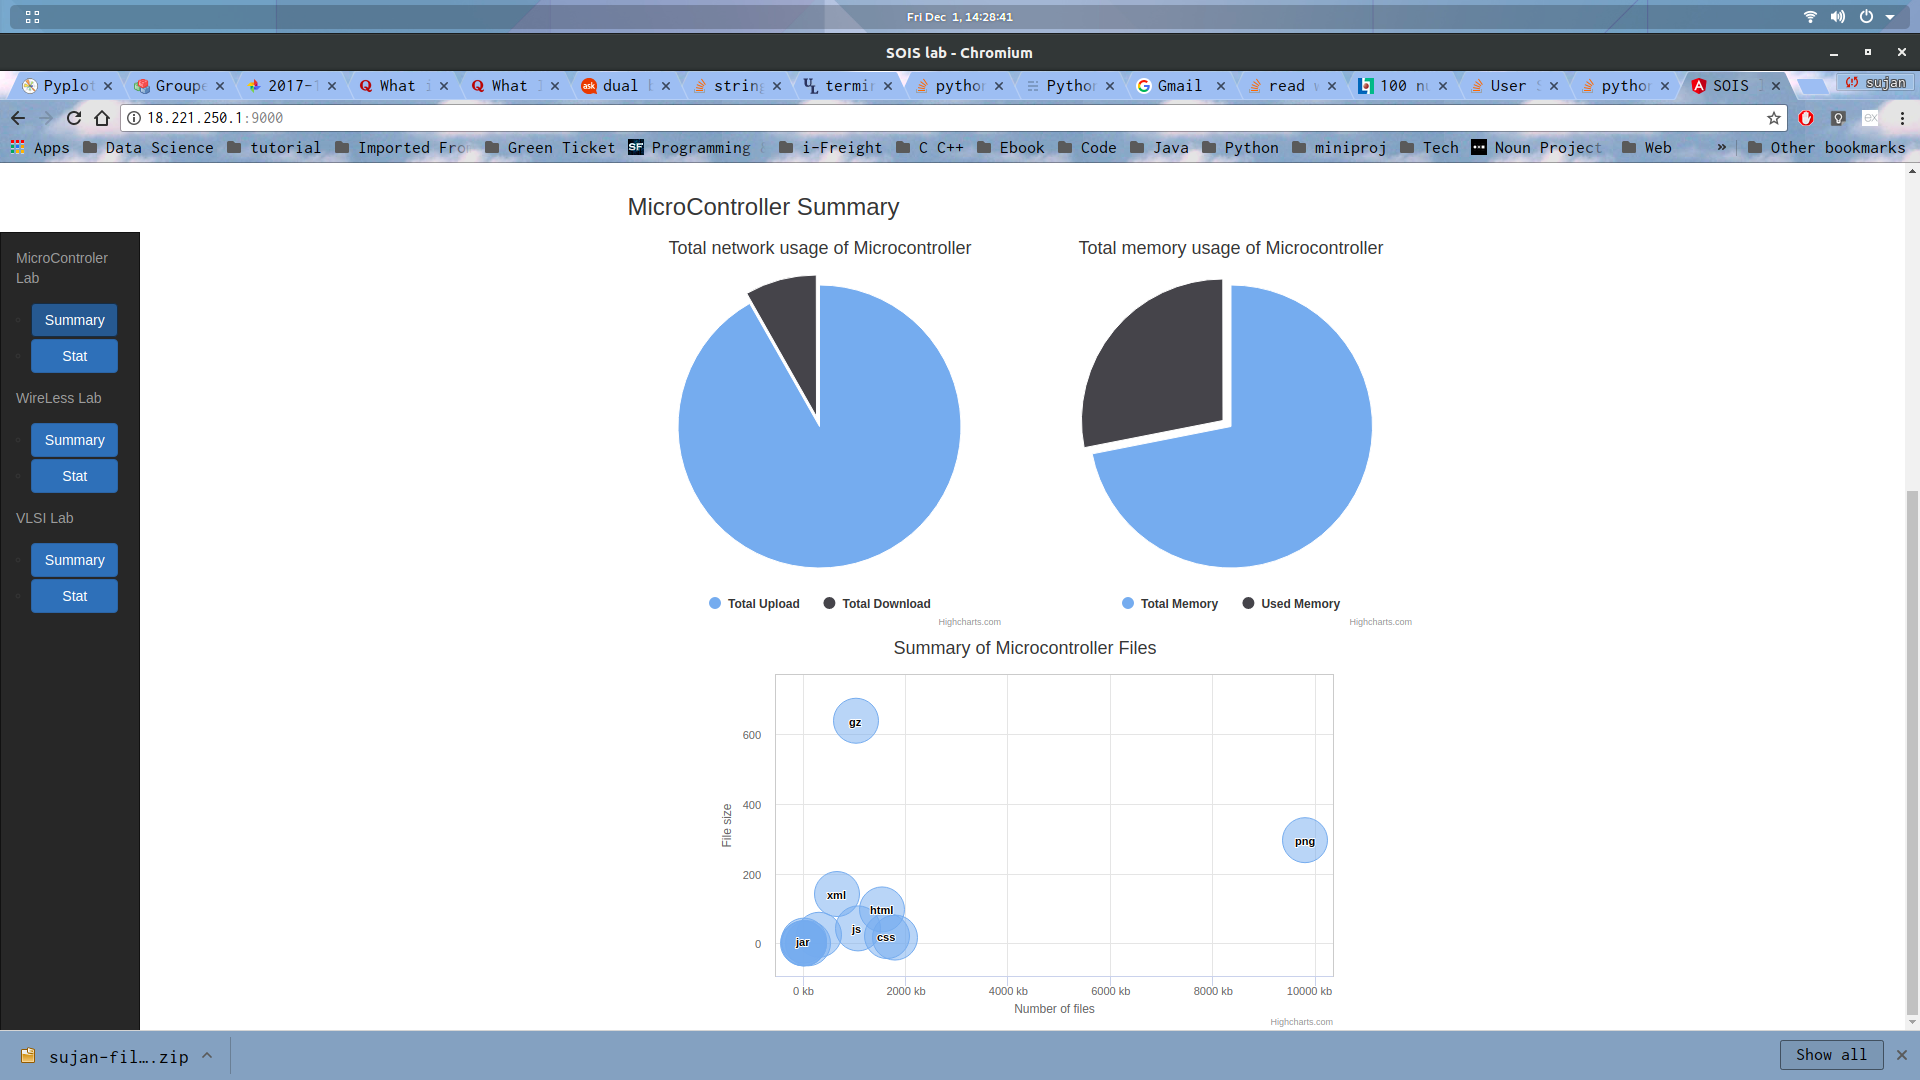 Fri Dec 1, 14:28:41
SOIS lab - Chromium
Pyplot Groupe 2017-1 What What dual string termin python Python Gmail read 100 User python SOIS sujan
18.221.250.1:9000
Apps Data Science tutorial Imported Fro Green Ticket SF Programming i-Freight C C++ Ebook Code Java Python miniproj Tech Noun Project Web » Other bookmarks
MicroController Summary
MicroControler
Lab
Summary
Stat
WireLess Lab
Summary
Stat
VLSI Lab
Summary
Stat
Total network usage of Microcontroller
Total Upload Total Download
Highcharts.com
Total memory usage of Microcontroller
Total Memory Used Memory
Highcharts.com
Summary of Microcontroller Files
File size
600
400
200
0
gz
png
xml
html
js
css
jar
0 kb 2000 kb 4000 kb 6000 kb 8000 kb 10000 kb
Number of files
Highcharts.com
sujan-fil….zip
Show all